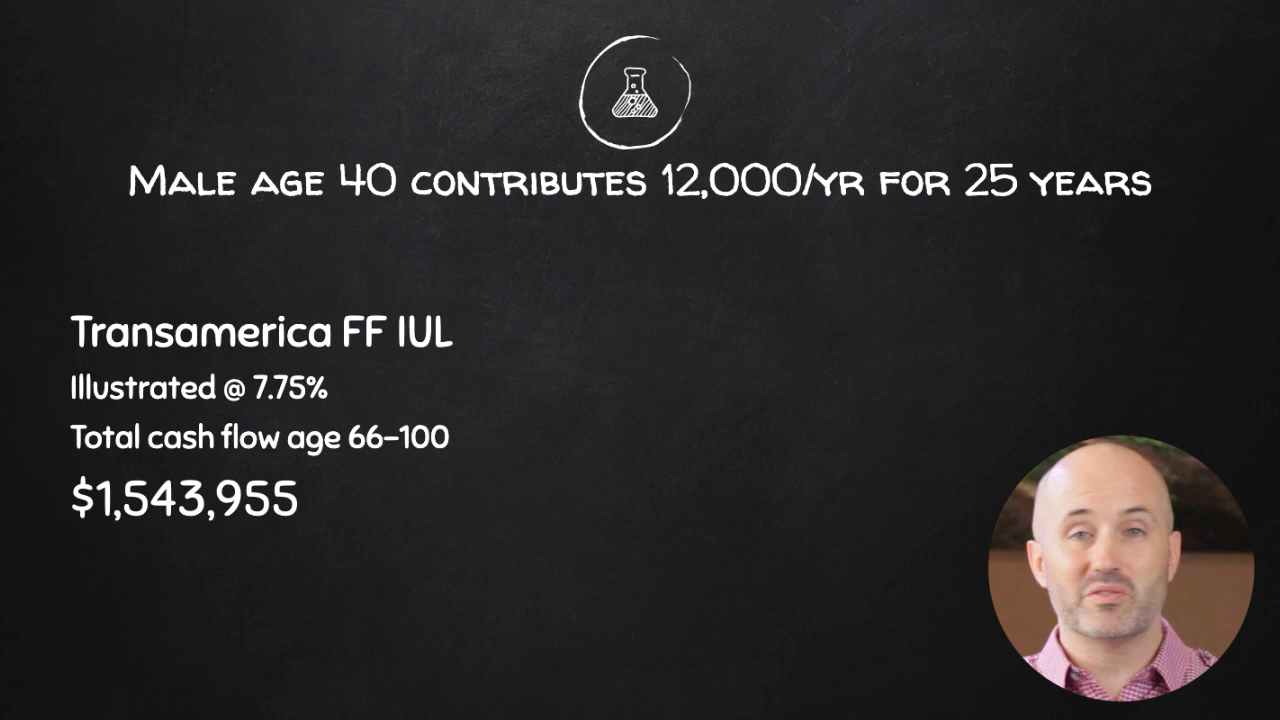 Male age 40 contributes 12,000/yr for 25 years
Transamerica FF IUL
Illustrated @ 7.75%
Total cash flow age 66-100
$1,543,955